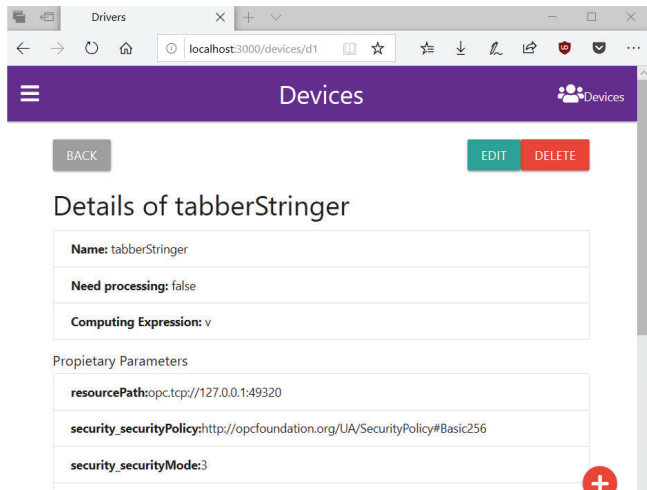 Drivers
localhost:3000/devices/d1
Devices
Devices
BACK
EDIT
DELETE
Details of tabberStringer
Name: tabberStringer
Need processing: false
Computing Expression: v
Propietary Parameters
resourcePath:opc.tcp://127.0.0.1:49320
security_securityPolicy:http://opcfoundation.org/UA/SecurityPolicy#Basic256
security_securityMode:3